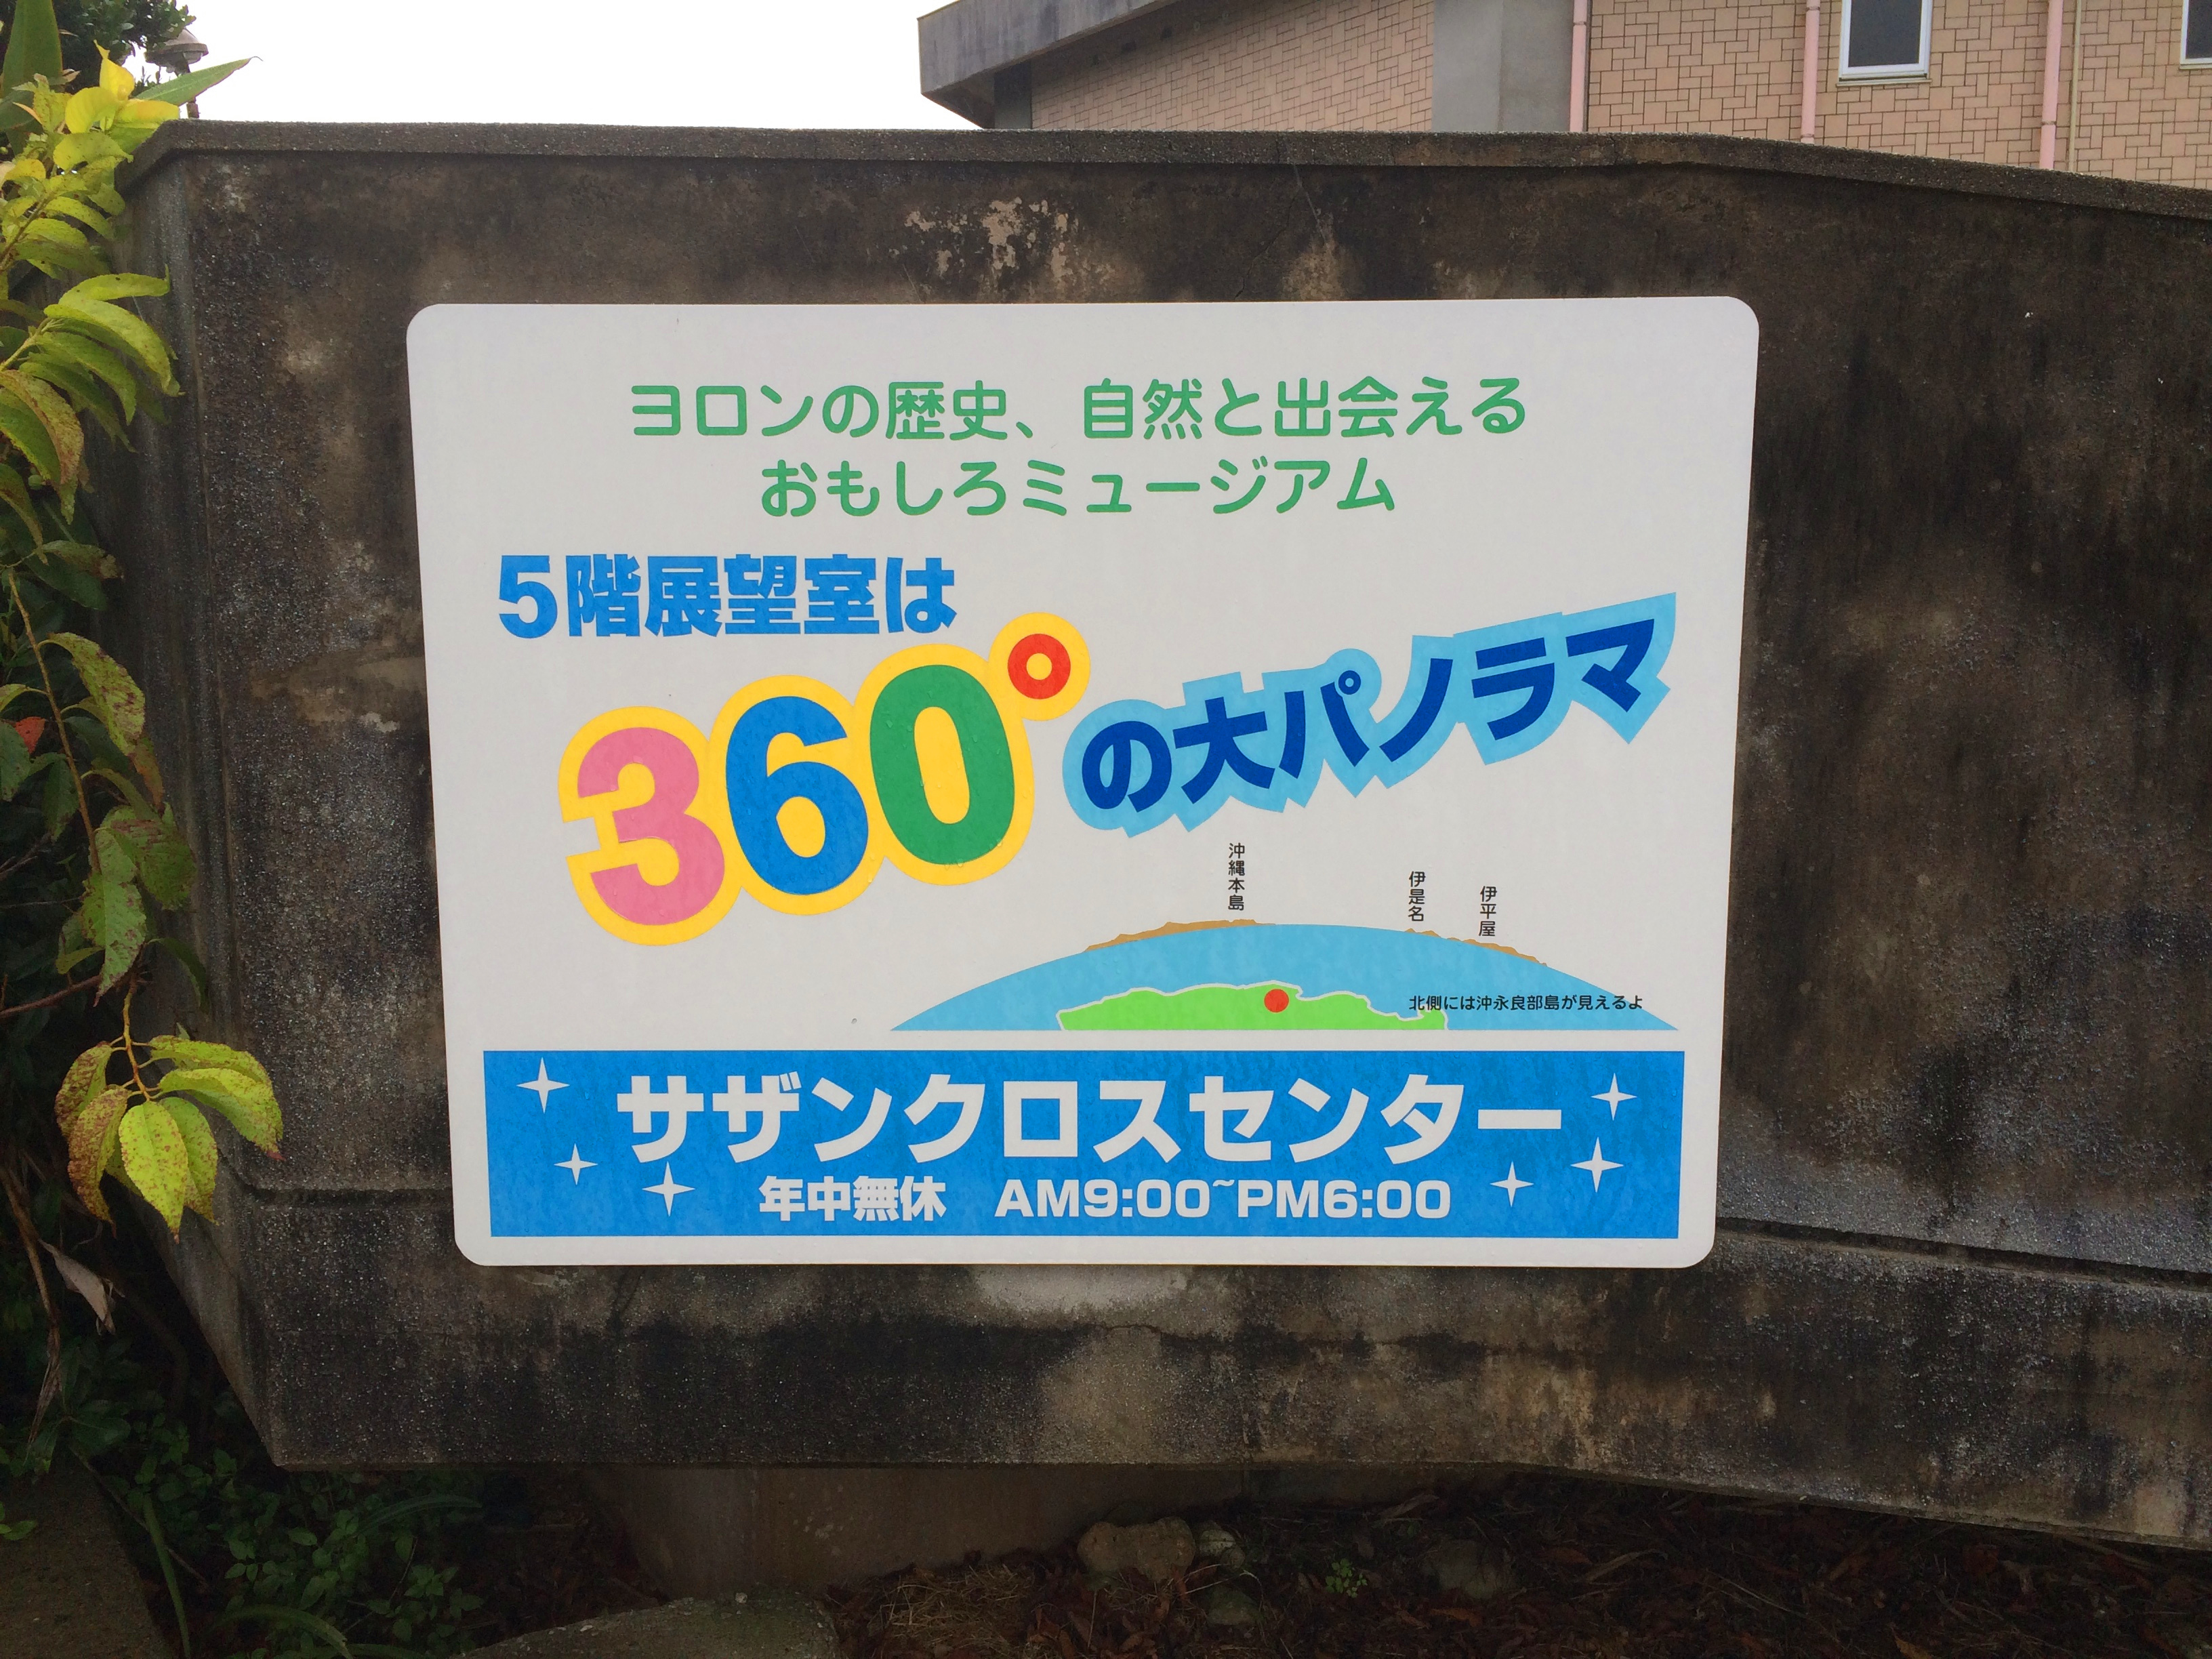 ヨロンの歴史、自然と出会える
おもしろミュージアム
5階展望室は
360°の大パノラマ
沖縄本島
伊是名
伊平屋
北側には沖永良部島が見えるよ
サザンクロスセンター
年中無休 AM9:00~PM6:00